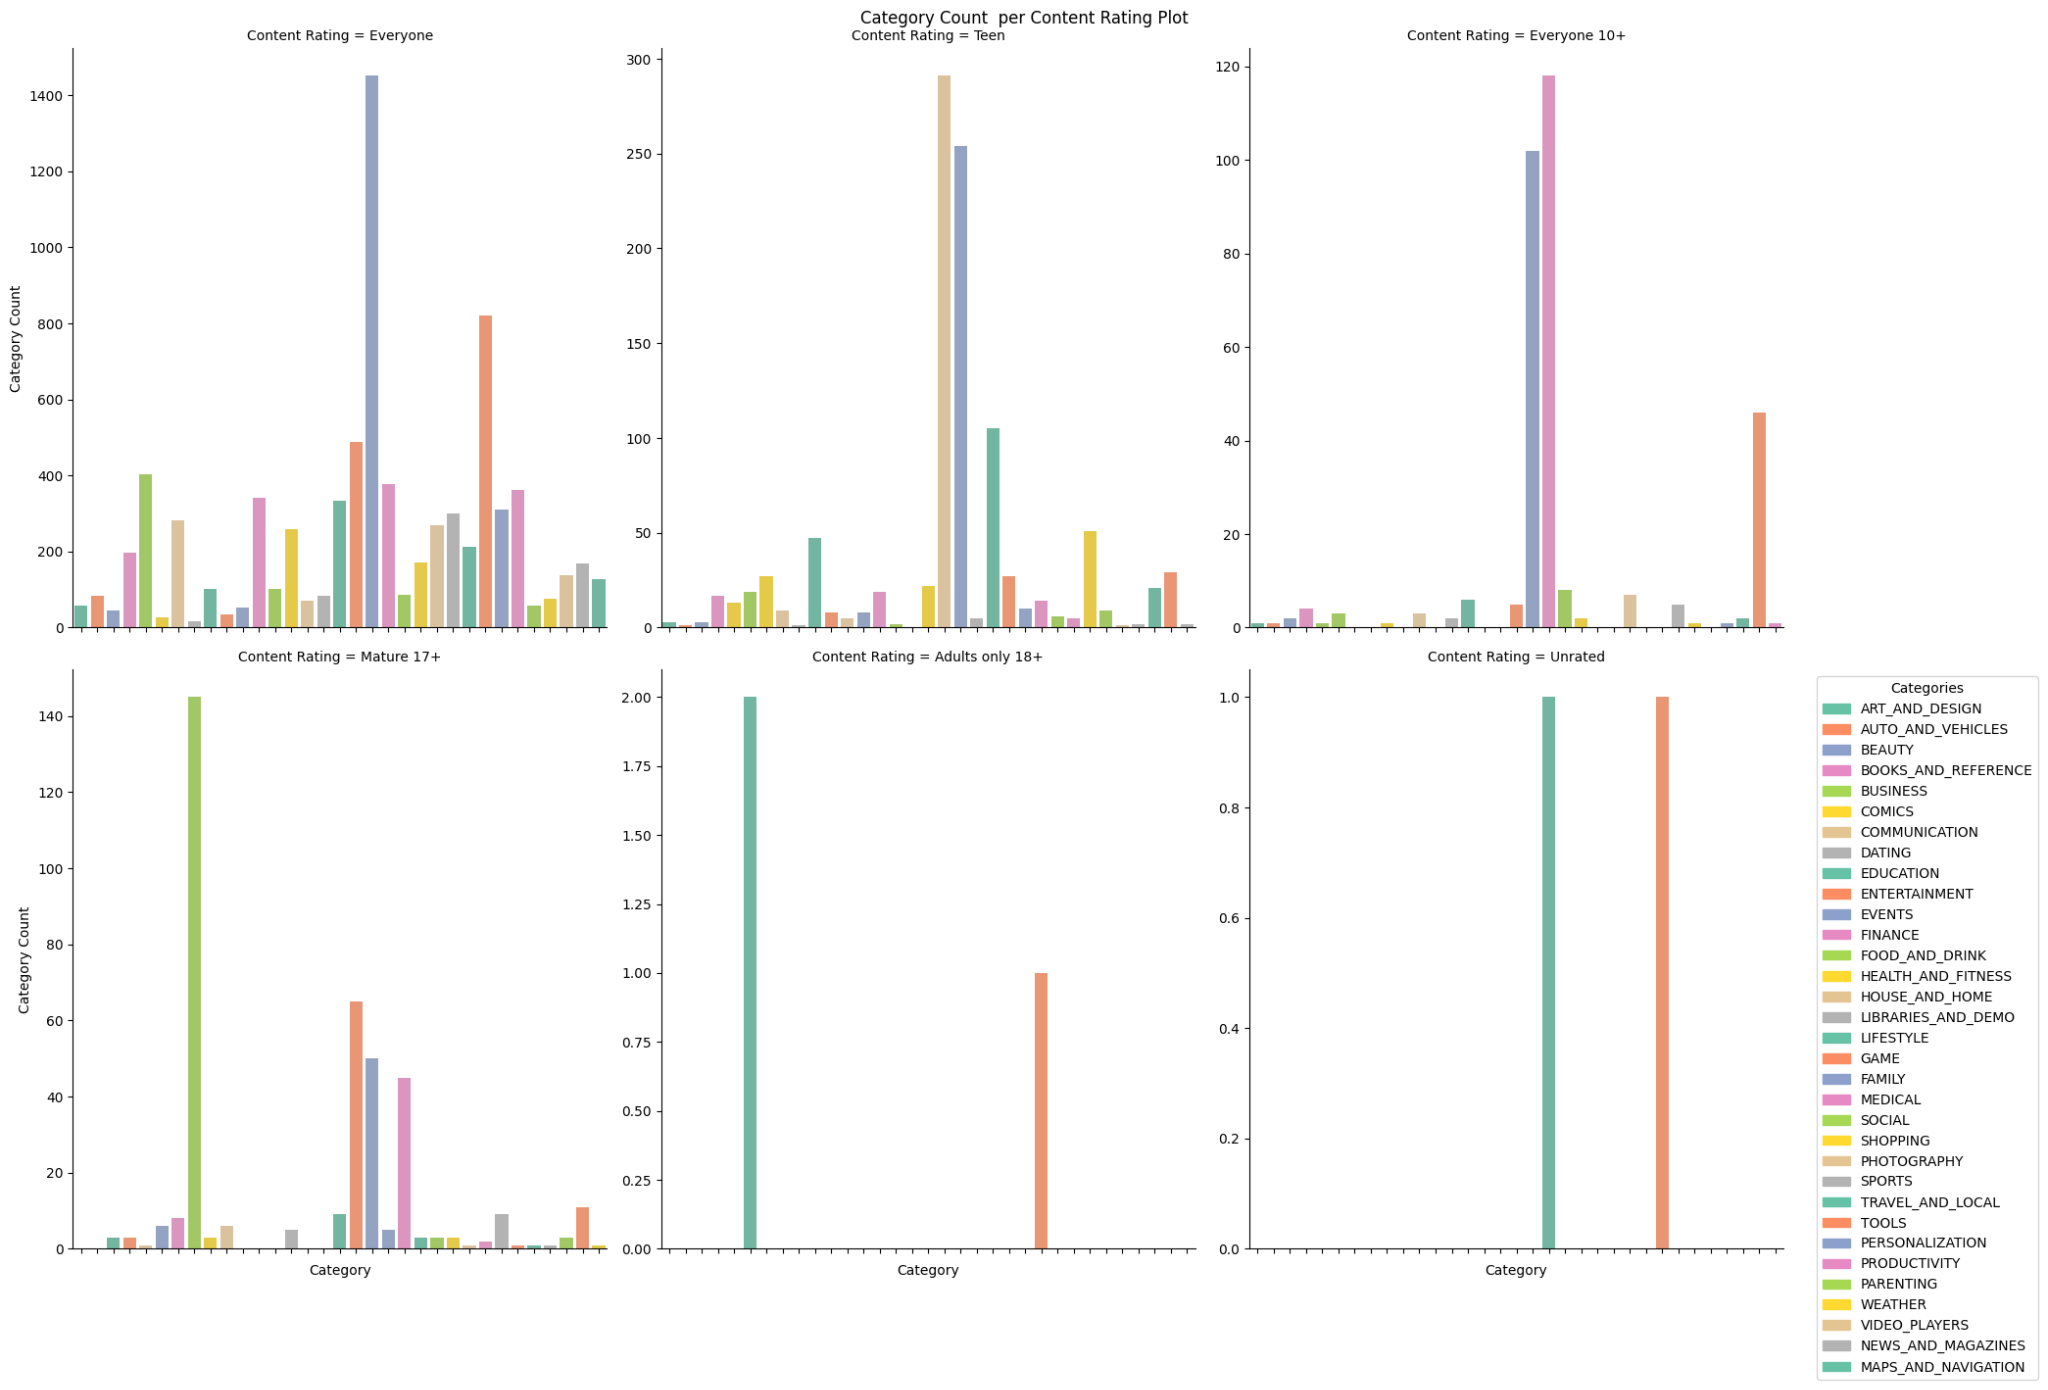 Category Count  per Content Rating Plot
Content Rating = Everyone
Content Rating = Teen
Content Rating = Everyone 10+
1400
1200
1000
800
600
400
200
0
Category Count
300
250
200
150
100
50
0
120
100
80
60
40
20
0
Content Rating = Mature 17+
Content Rating = Adults only 18+
Content Rating = Unrated
140
120
100
80
60
40
20
0
Category Count
Category
2.00
1.75
1.50
1.25
1.00
0.75
0.50
0.25
0.00
Category
1.0
0.8
0.6
0.4
0.2
0.0
Category
Categories
ART_AND_DESIGN
AUTO_AND_VEHICLES
BEAUTY
BOOKS_AND_REFERENCE
BUSINESS
COMICS
COMMUNICATION
DATING
EDUCATION
ENTERTAINMENT
EVENTS
FINANCE
FOOD_AND_DRINK
HEALTH_AND_FITNESS
HOUSE_AND_HOME
LIBRARIES_AND_DEMO
LIFESTYLE
GAME
FAMILY
MEDICAL
SOCIAL
SHOPPING
PHOTOGRAPHY
SPORTS
TRAVEL_AND_LOCAL
TOOLS
PERSONALIZATION
PRODUCTIVITY
PARENTING
WEATHER
VIDEO_PLAYERS
NEWS_AND_MAGAZINES
MAPS_AND_NAVIGATION